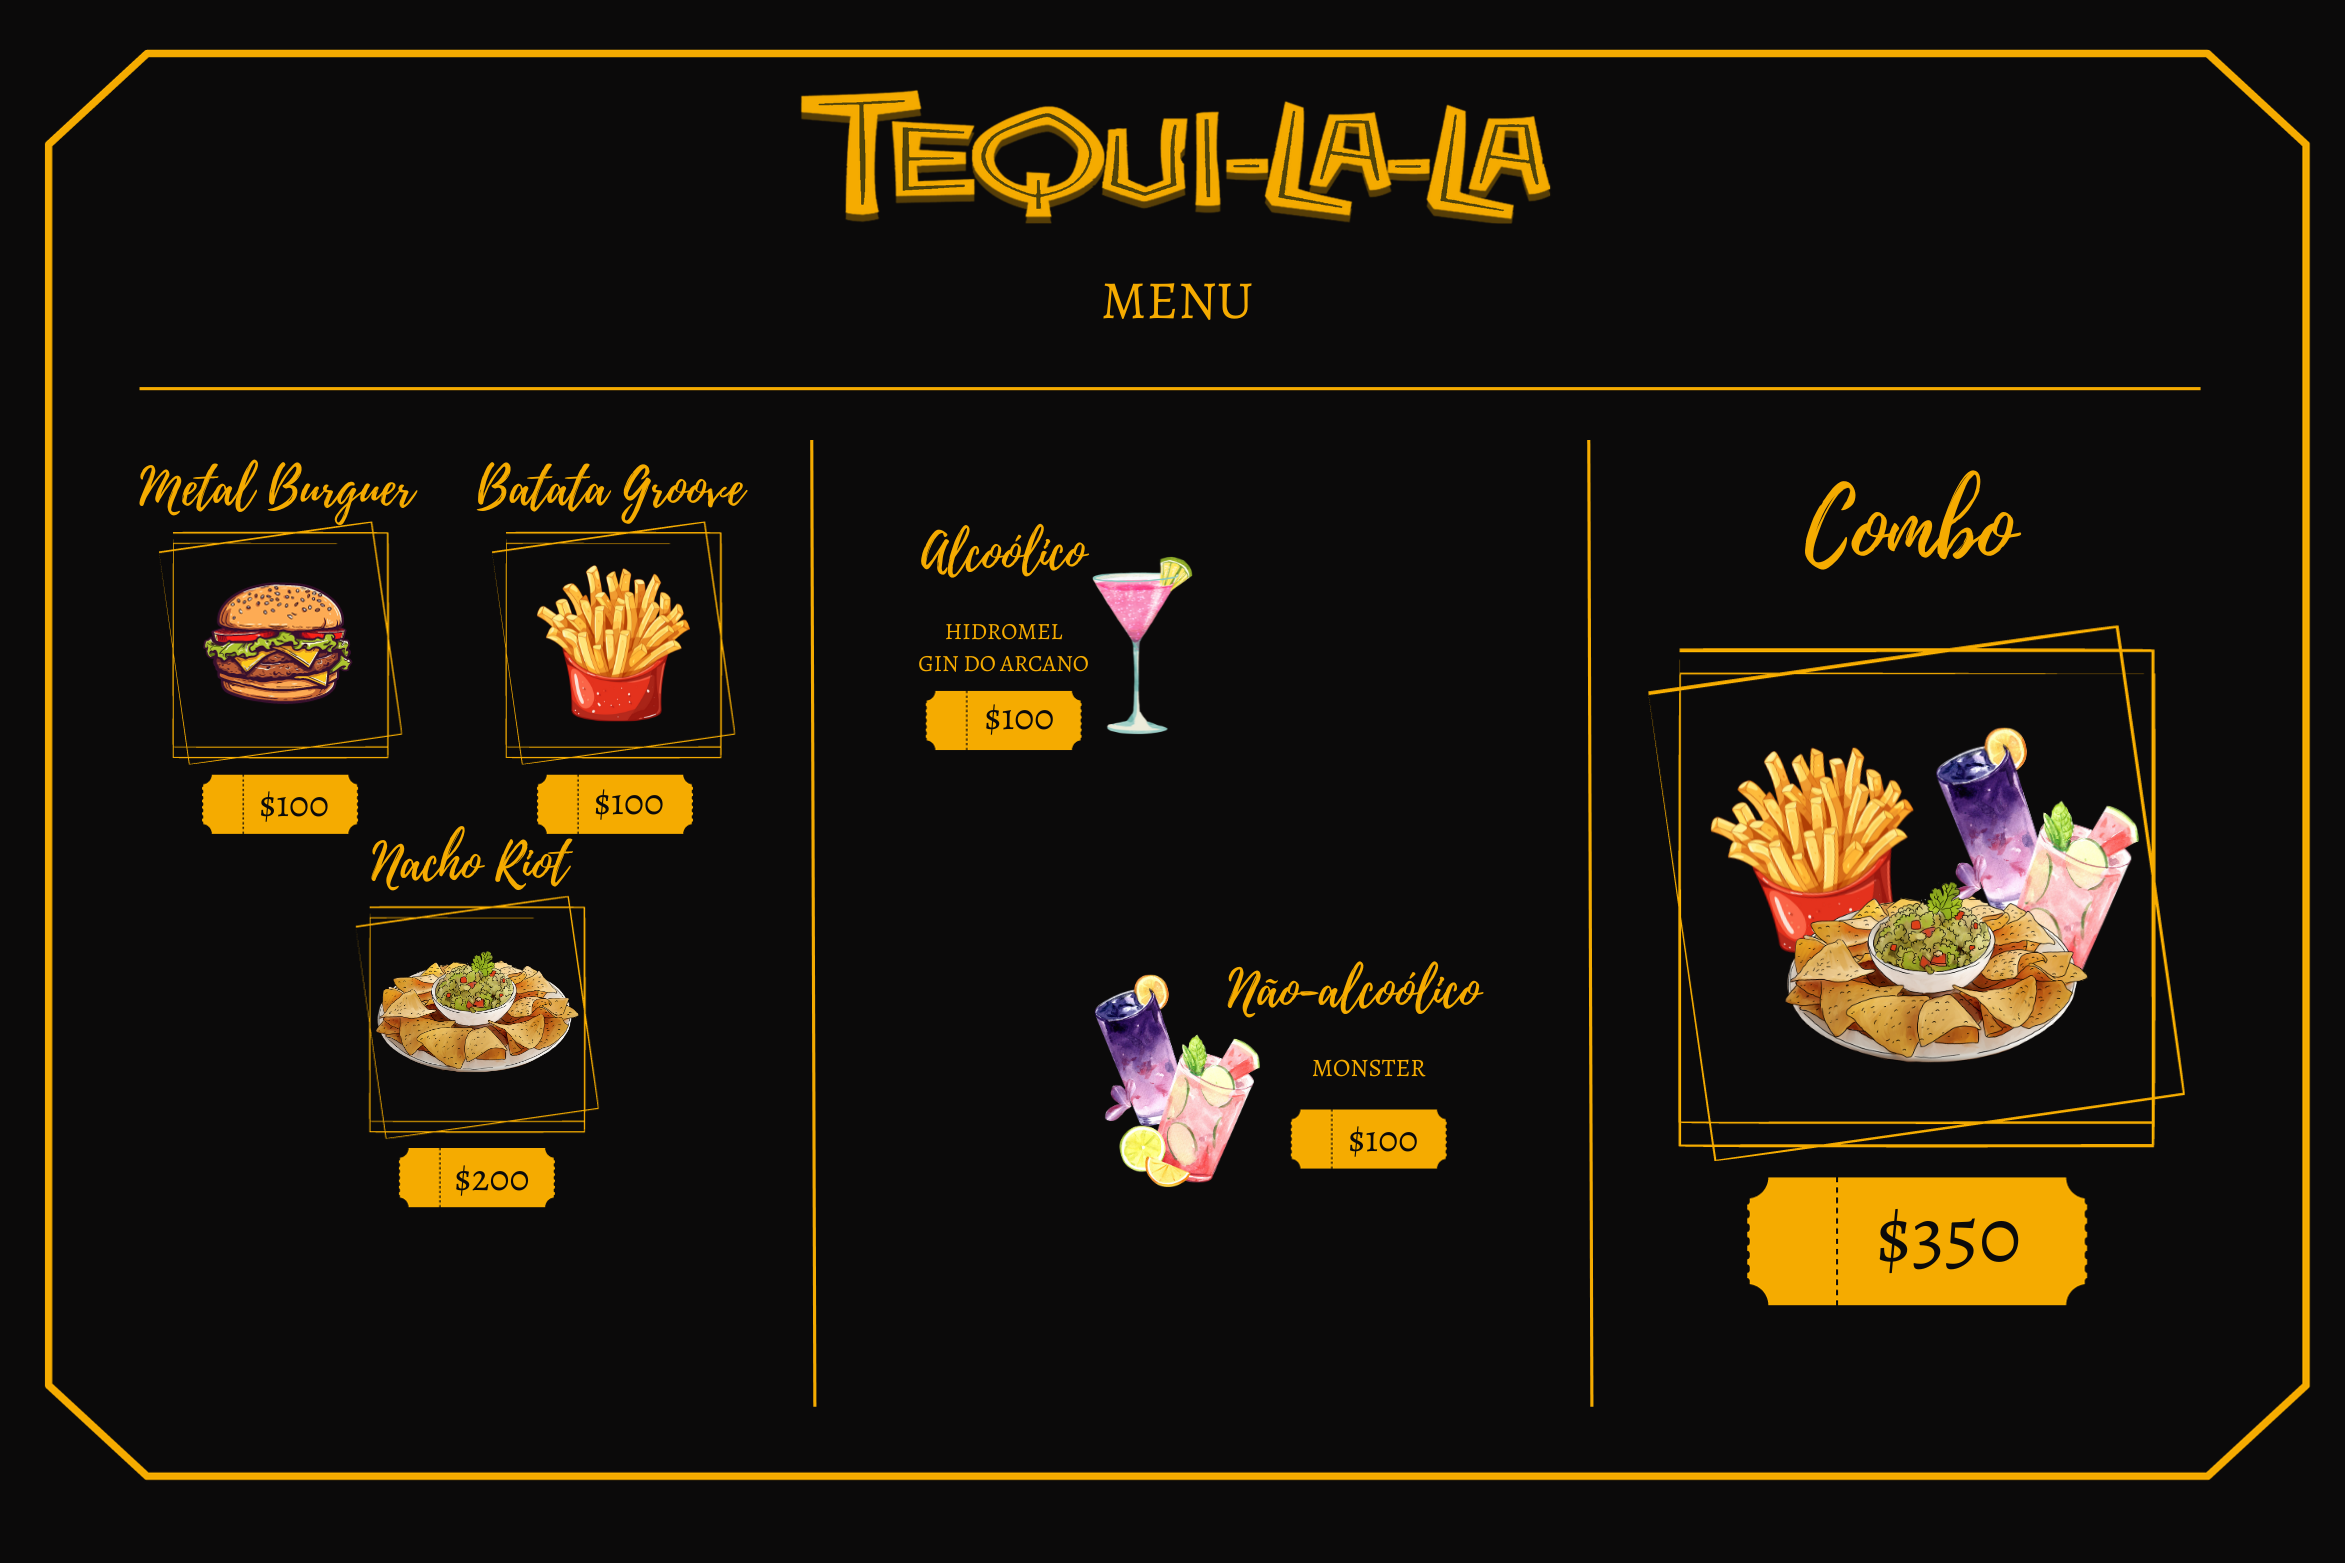 TEQUI-LA-LA
MENU
Metal Burguer
$100
Batata Groove
$100
Nacho Riot
$200
Alcoólico
HIDROMEL
GIN DO ARCANO
$100
Não-alcoólico
MONSTER
$100
Combo
$350